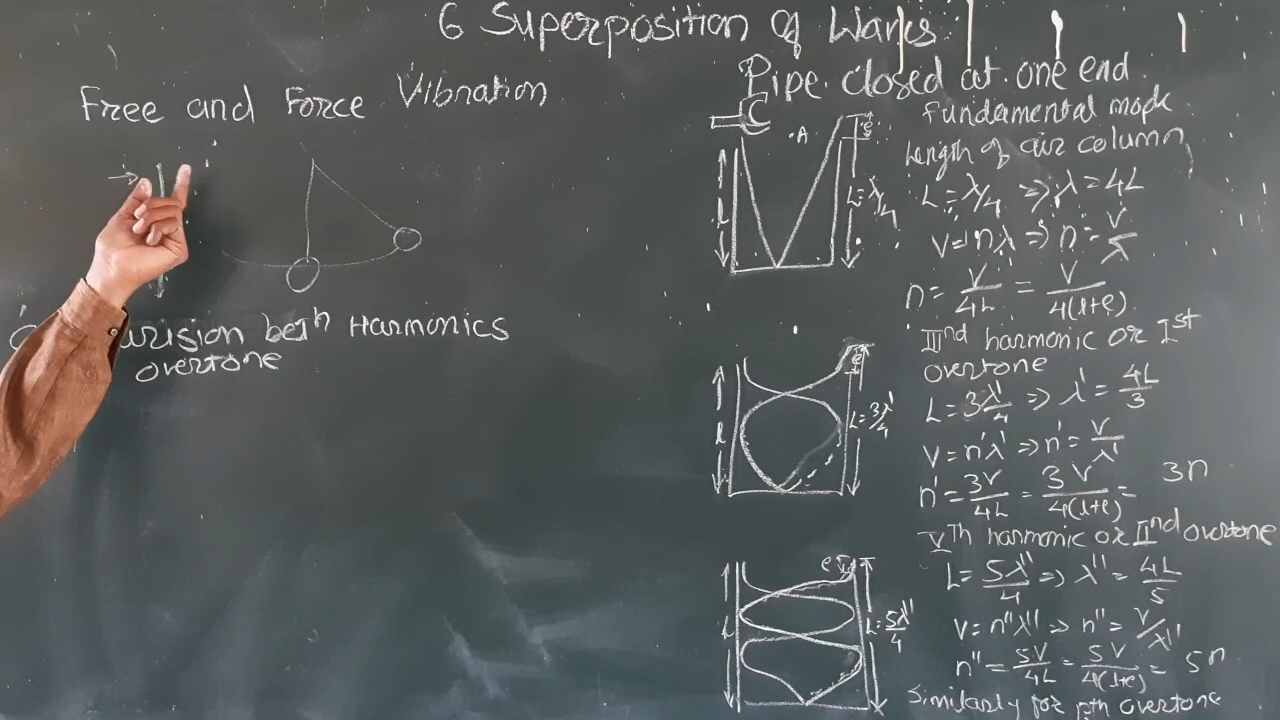 6 Superposition of Waves
Free and Force Vibration
betn Harmonics
overtone
Pipe closed at one end
C
A
e
l
L=λ/4
Fundamental mode
Length of air column
L=λ/4 => λ=4L
V=nλ => n=V/λ
n=V/4L = V/4(l+e)
IIInd harmonic or Ist
overtone
e
l
L=3λ'/4
L=3λ'/4 => λ'=4L/3
V=n'λ' => n'=V/λ'
n'=3V/4L = 3V/4(l+e) = 3n
Vth harmonic or IInd overtone
e
l
L=5λ''/4
L=5λ''/4 => λ''=4L/5
V=n''λ'' => n''=V/λ''
n''=5V/4L = 5V/4(l+e) = 5n
Similarly for pth overtone